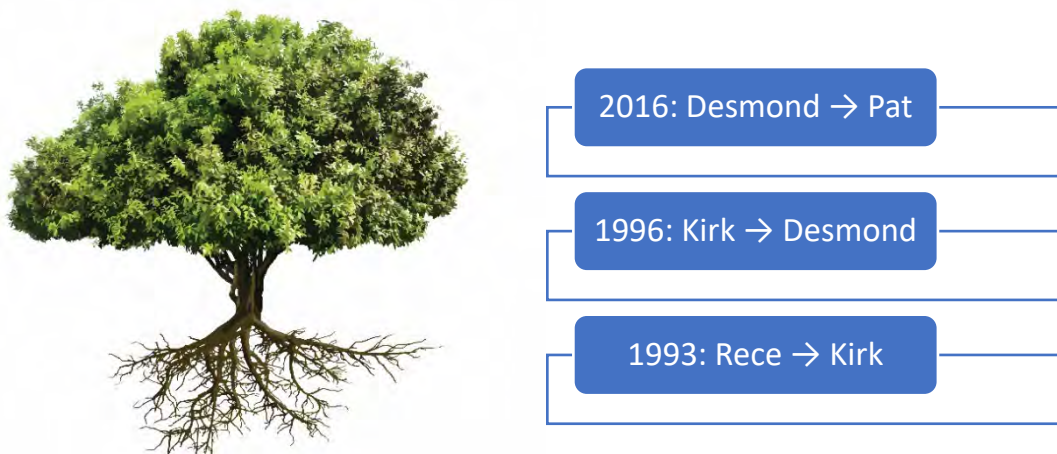 2016: Desmond → Pat
1996: Kirk → Desmond
1993: Rece → Kirk